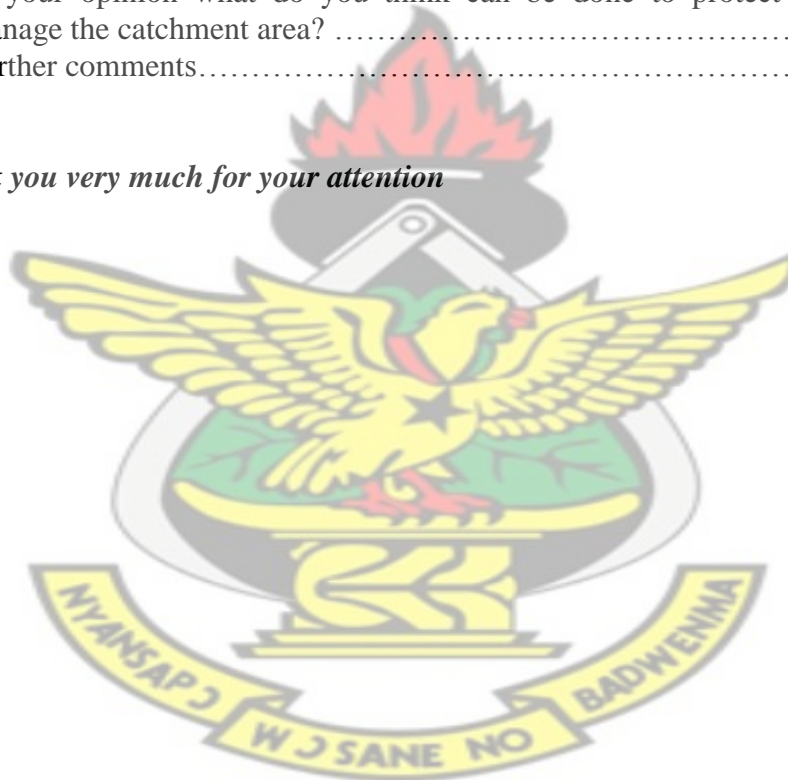 your opinion what do you think can be done to protect
anage the catchment area? ………………………………………………
rther comments……………………………………………………………
you very much for your attention
NYANSAPƆ WƆSANE NO BADWENMA